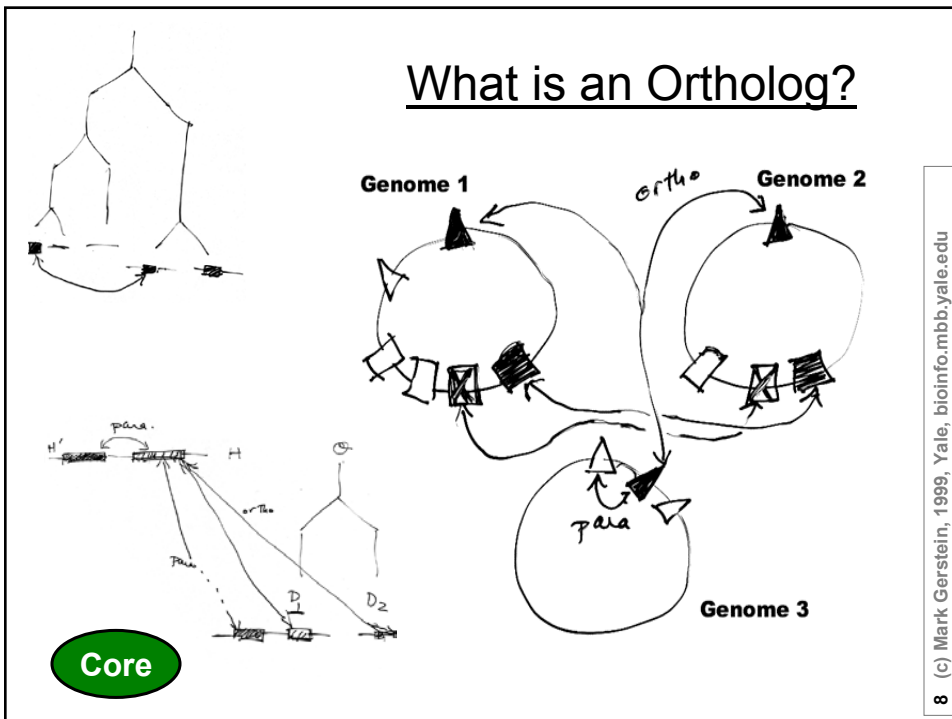 What is an Ortholog?
Genome 1
ortho
Genome 2
para.
H'
H
ortho
para
D
D2
para
Genome 3
Core
8 (c) Mark Gerstein, 1999, Yale, bioinfo.mbb.yale.edu